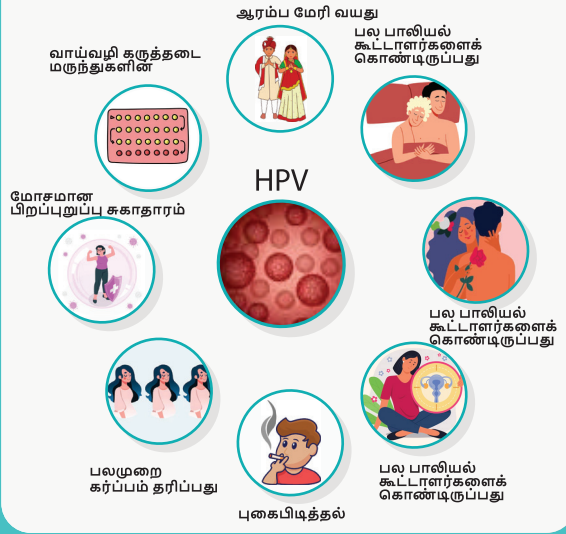 ஆரம்ப மேரி வயது
பல பாலியல்
கூட்டாளர்களைக்
கொண்டிருப்பது
வாய்வழி கருத்தடை
மருந்துகளின்
HPV
மோசமான
பிறப்புறுப்பு சுகாதாரம்
பல பாலியல்
கூட்டாளர்களைக்
கொண்டிருப்பது
பலமுறை
கர்ப்பம் தரிப்பது
பல பாலியல்
கூட்டாளர்களைக்
கொண்டிருப்பது
புகைபிடித்தல்